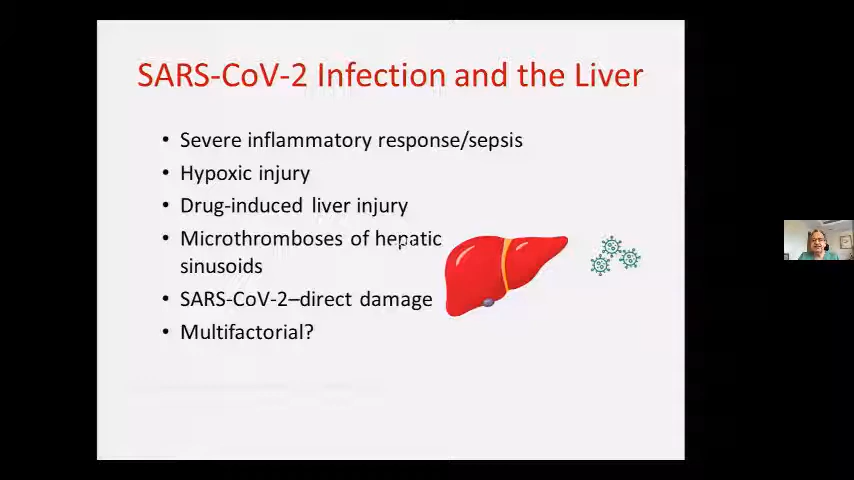 SARS-CoV-2 Infection and the Liver
• Severe inflammatory response/sepsis
• Hypoxic injury
• Drug-induced liver injury
• Microthromboses of hepatic
sinusoids
• SARS-CoV-2–direct damage
• Multifactorial?